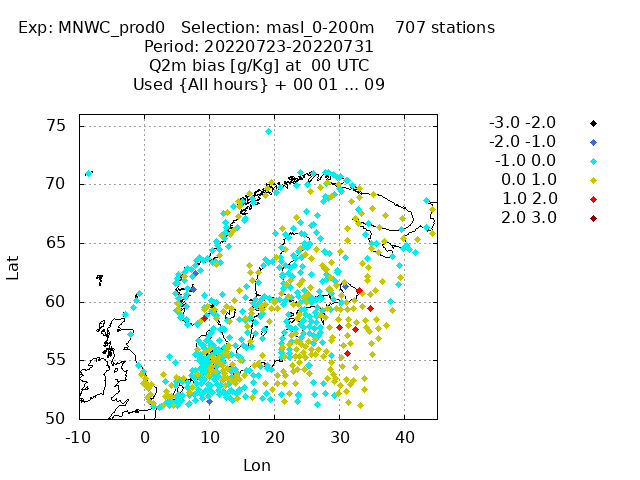 Exp: MNWC_prod0 Selection: masl_0-200m 707 stations
Period: 20220723-20220731
Q2m bias [g/Kg] at 00 UTC
Used {All hours} + 00 01 ... 09
75
70
65
60
55
50
-10 0 10 20 30 40
Lat
Lon
-3.0 -2.0
-2.0 -1.0
-1.0 0.0
0.0 1.0
1.0 2.0
2.0 3.0